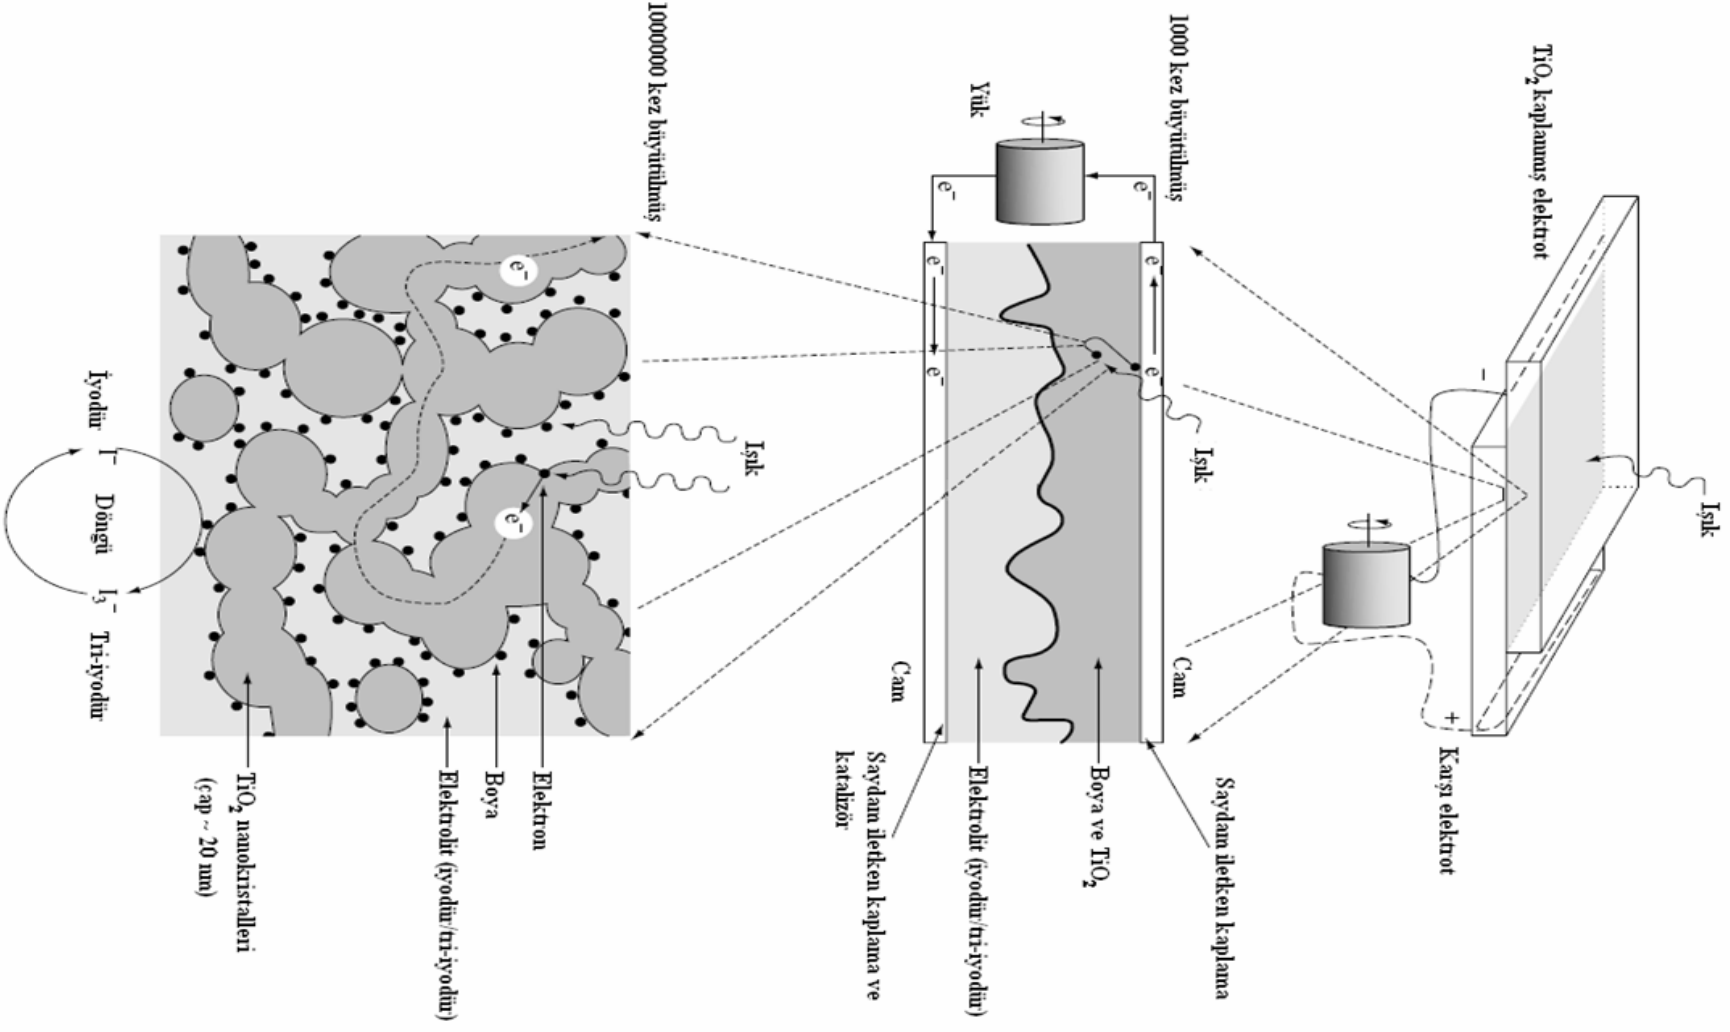 Işık
TiO2 kaplanmış elektrot
−
+
Karşı elektrot
1000 kez büyütülmüş
Yük
e−
e−
e−
e−
e−
e−
Işık
Cam
Cam
Saydam iletken kaplama
Boya ve TiO2
Elektrolit (iyodür/tri-iyodür)
Saydam iletken kaplama ve
katalizör
1000000 kez büyütülmüş
Işık
e−
e−
Elektron
Boya
Elektrolit (iyodür/tri-iyodür)
TiO2 nanokristalleri
(çap ~ 20 nm)
İyodür
I−
Döngü
I3−
Tri-iyodür